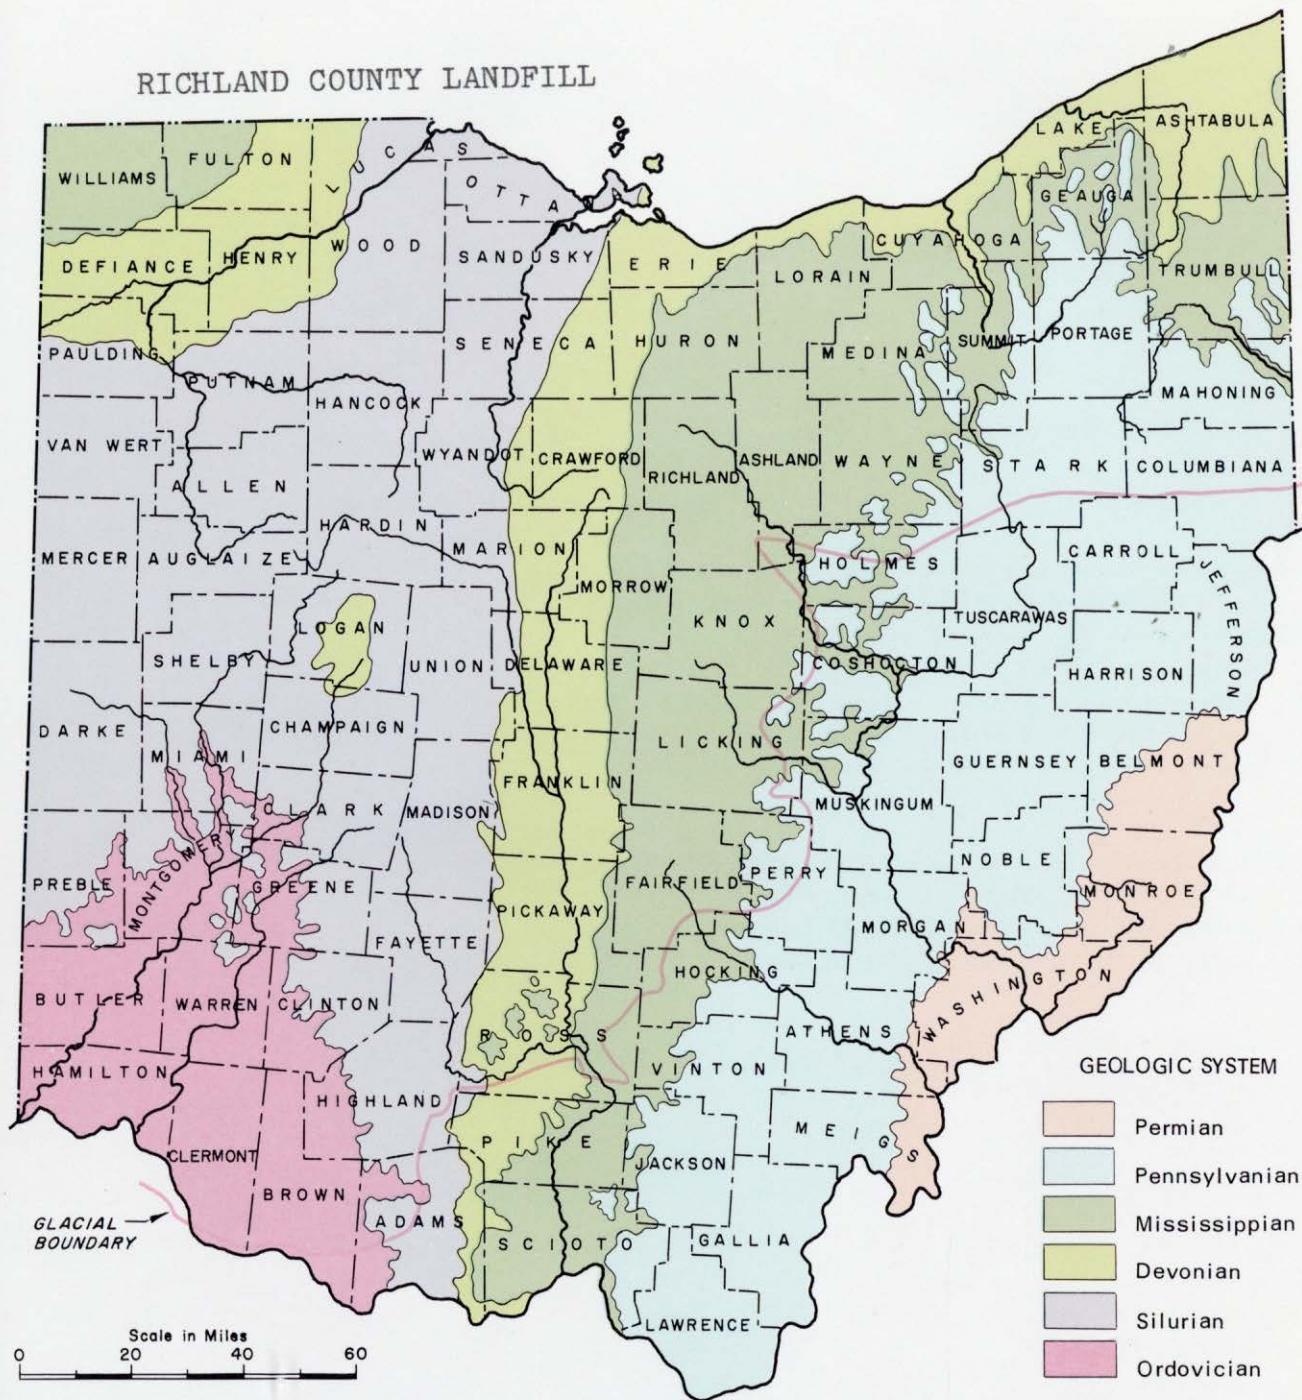 RICHLAND COUNTY LANDFILL
WILLIAMS
FULTON
LUCAS
OTTAWA
LAKE
ASHTABULA
GEAUGA
DEFIANCE
HENRY
WOOD
SANDUSKY
ERIE
LORAIN
CUYAHOGA
TRUMBULL
PAULDING
PUTNAM
SENECA
HURON
MEDINA
SUMMIT
PORTAGE
MAHONING
HANCOCK
VAN WERT
ALLEN
WYANDOT
CRAWFORD
RICHLAND
ASHLAND
WAYNE
STARK
COLUMBIANA
MERCER
AUGLAIZE
HARDIN
MARION
MORROW
HOLMES
CARROLL
JEFFERSON
LOGAN
KNOX
TUSCARAWAS
SHELBY
UNION
DELAWARE
COSHOCTON
HARRISON
DARKE
MIAMI
CHAMPAIGN
LICKING
GUERNSEY
BELMONT
FRANKLIN
CLARK
MADISON
MUSKINGUM
PREBLE
MONTGOMERY
GREENE
FAIRFIELD
PERRY
NOBLE
MONROE
PICKAWAY
FAYETTE
MORGAN
HOCKING
WASHINGTON
BUTLER
WARREN
CLINTON
ROSS
ATHENS
HAMILTON
VINTON
HIGHLAND
CLERMONT
PIKE
MEIGS
JACKSON
BROWN
ADAMS
SCIOTO
GALLIA
LAWRENCE
GLACIAL
BOUNDARY
GEOLOGIC SYSTEM
Permian
Pennsylvanian
Mississippian
Devonian
Silurian
Ordovician
Scale in Miles
0 20 40 60